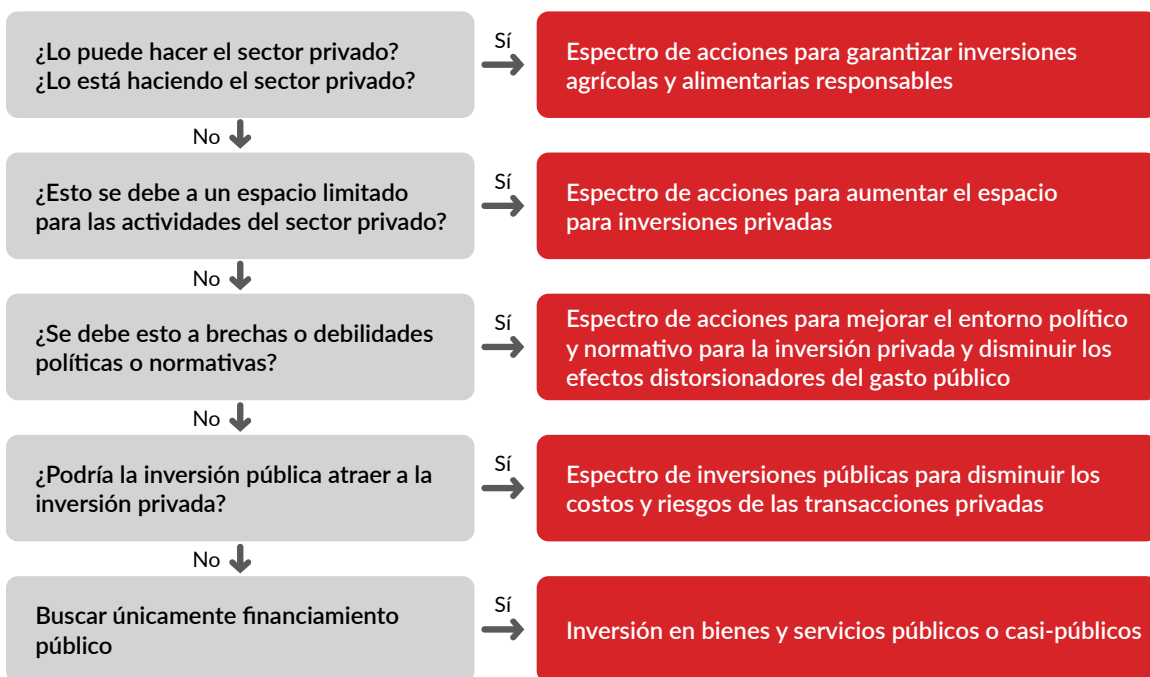 ¿Lo puede hacer el sector privado?
¿Lo está haciendo el sector privado?
Sí
Espectro de acciones para garantizar inversiones
agrícolas y alimentarias responsables
No
¿Esto se debe a un espacio limitado
para las actividades del sector privado?
Sí
Espectro de acciones para aumentar el espacio
para inversiones privadas
No
¿Se debe esto a brechas o debilidades
políticas o normativas?
Sí
Espectro de acciones para mejorar el entorno político
y normativo para la inversión privada y disminuir los
efectos distorsionadores del gasto público
No
¿Podría la inversión pública atraer a la
inversión privada?
Sí
Espectro de inversiones públicas para disminuir los
costos y riesgos de las transacciones privadas
No
Buscar únicamente financiamiento
público
Sí
Inversión en bienes y servicios públicos o casi-públicos